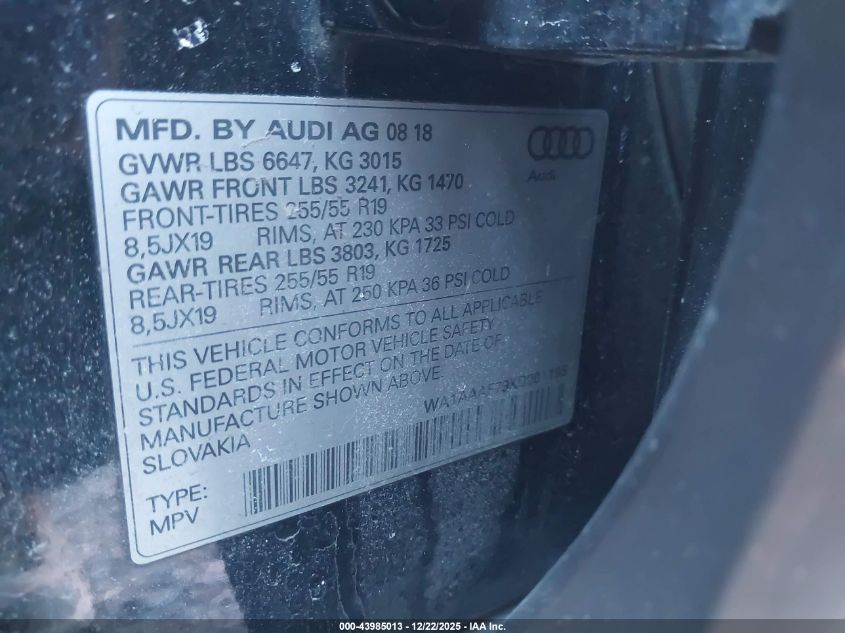 MFD. BY AUDI AG 08 18
GVWR LBS 6647, KG 3015
GAWR FRONT LBS 3241, KG 1470
FRONT-TIRES 255/55 R19
8,5JX19 RIMS, AT 230 KPA 33 PSI COLD
GAWR REAR LBS 3803, KG 1725
REAR-TIRES 255/55 R19
8,5JX19 RIMS, AT 250 KPA 36 PSI COLD
Audi
THIS VEHICLE CONFORMS TO ALL APPLICABLE
U.S. FEDERAL MOTOR VEHICLE SAFETY
STANDARDS IN EFFECT ON THE DATE OF
MANUFACTURE SHOWN ABOVE.
SLOVAKIA
TYPE:
MPV
000-43985013 - 12/22/2025 - IAA Inc.